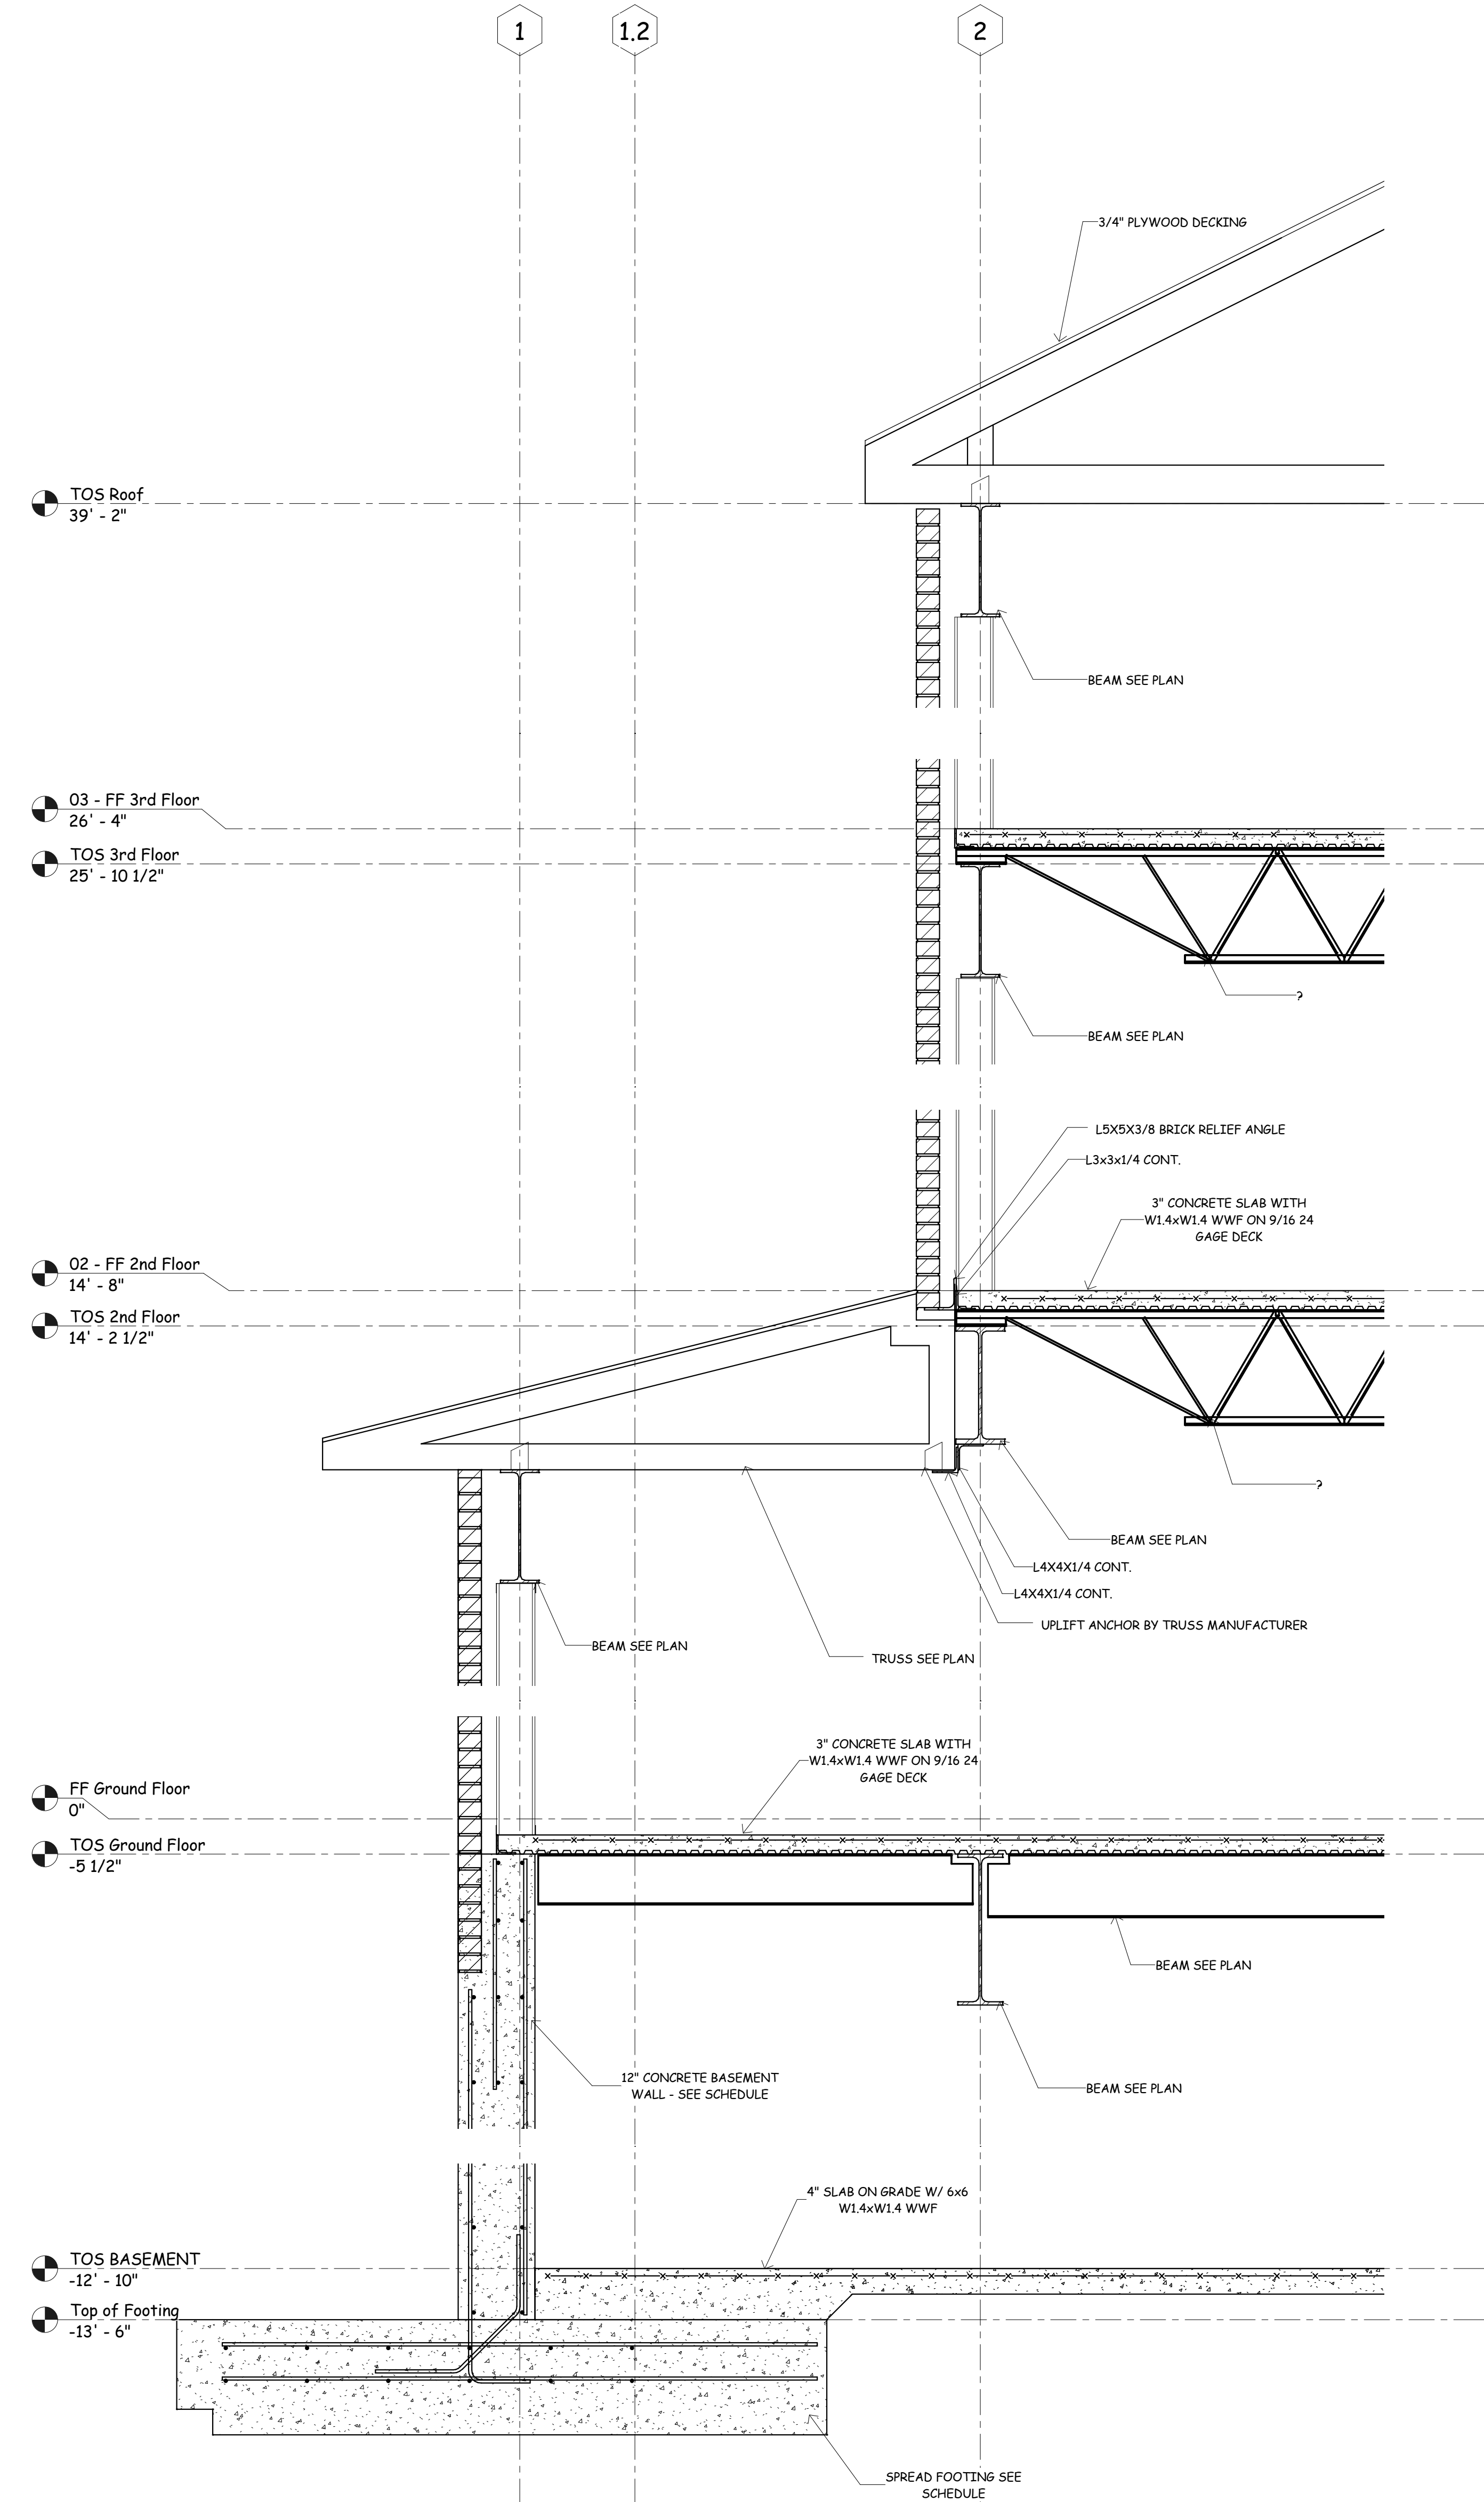 1
1.2
2
3/4" PLYWOOD DECKING
TOS Roof
39' - 2"
BEAM SEE PLAN
03 - FF 3rd Floor
26' - 4"
TOS 3rd Floor
25' - 10 1/2"
?
BEAM SEE PLAN
L5X5X3/8 BRICK RELIEF ANGLE
L3x3x1/4 CONT.
3" CONCRETE SLAB WITH
W1.4xW1.4 WWF ON 9/16 24
GAGE DECK
02 - FF 2nd Floor
14' - 8"
TOS 2nd Floor
14' - 2 1/2"
?
BEAM SEE PLAN
L4X4X1/4 CONT.
L4X4X1/4 CONT.
UPLIFT ANCHOR BY TRUSS MANUFACTURER
BEAM SEE PLAN
TRUSS SEE PLAN
3" CONCRETE SLAB WITH
W1.4xW1.4 WWF ON 9/16 24
GAGE DECK
FF Ground Floor
0"
TOS Ground Floor
-5 1/2"
BEAM SEE PLAN
12" CONCRETE BASEMENT
WALL - SEE SCHEDULE
BEAM SEE PLAN
4" SLAB ON GRADE W/ 6x6
W1.4xW1.4 WWF
TOS BASEMENT
-12' - 10"
Top of Footing
-13' - 6"
SPREAD FOOTING SEE
SCHEDULE